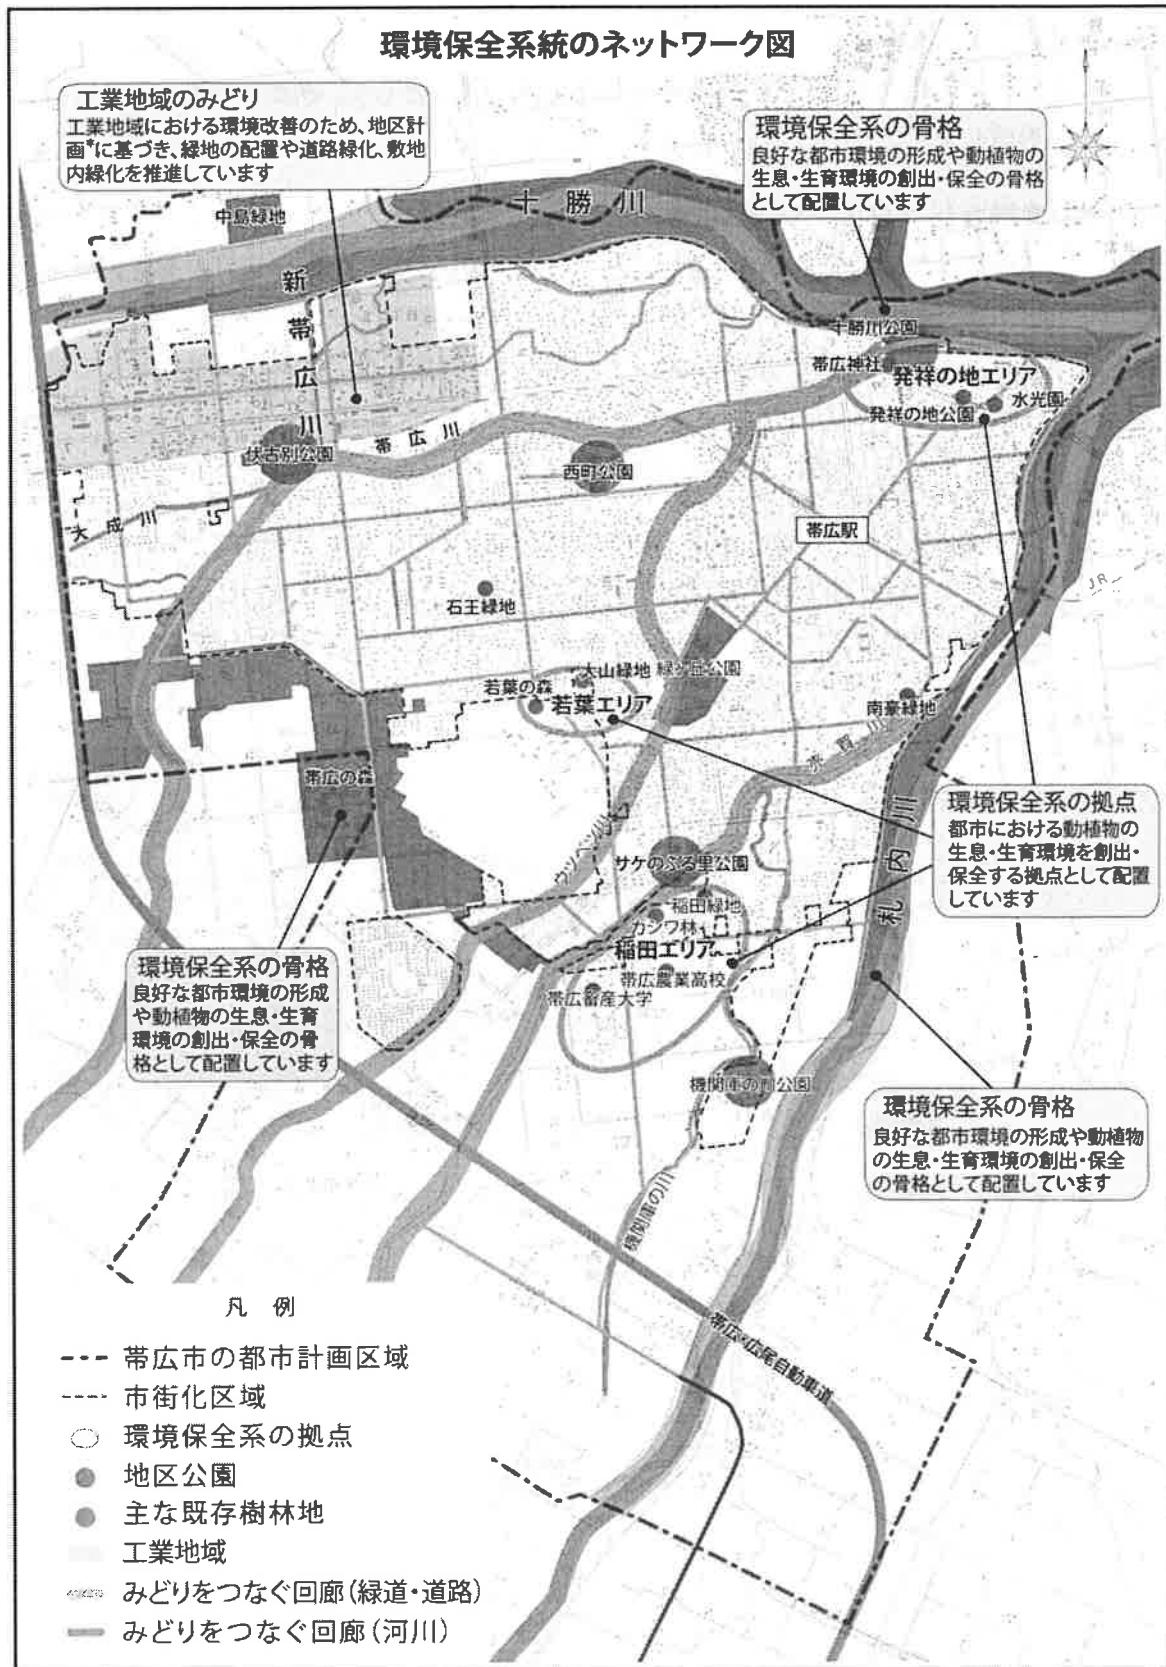 環境保全系統のネットワーク図
工業地域のみどり
工業地域における環境改善のため、地区計
画*に基づき、緑地の配置や道路緑化、敷地
内緑化を推進しています
環境保全系の骨格
良好な都市環境の形成や動植物の
生息・生育環境の創出・保全の骨格
として配置しています
中島緑地
十勝川
新帯広川
十勝川公園
帯広神社
発祥の地エリア
水光園
発祥の地公園
帯広川
伏古別公園
西町公園
大成川
帯広駅
JR
石王緑地
大山緑地
緑ヶ丘公園
若葉の森
若葉エリア
南豪緑地
売買川
帯広の森
環境保全系の拠点
都市における動植物の
生息・生育環境を創出・
保全する拠点として配置
しています
ウツベツ川
サケのふる里公園
札内川
稲田緑地
カシワ林
稲田エリア
帯広農業高校
帯広畜産大学
環境保全系の骨格
良好な都市環境の形成
や動植物の生息・生育
環境の創出・保全の骨
格として配置しています
機関車の川公園
環境保全系の骨格
良好な都市環境の形成や動植物
の生息・生育環境の創出・保全
の骨格として配置しています
機関庫の川
帯広・広尾自動車道
凡 例
帯広市の都市計画区域
市街化区域
環境保全系の拠点
地区公園
主な既存樹林地
工業地域
みどりをつなぐ回廊(緑道・道路)
みどりをつなぐ回廊(河川)